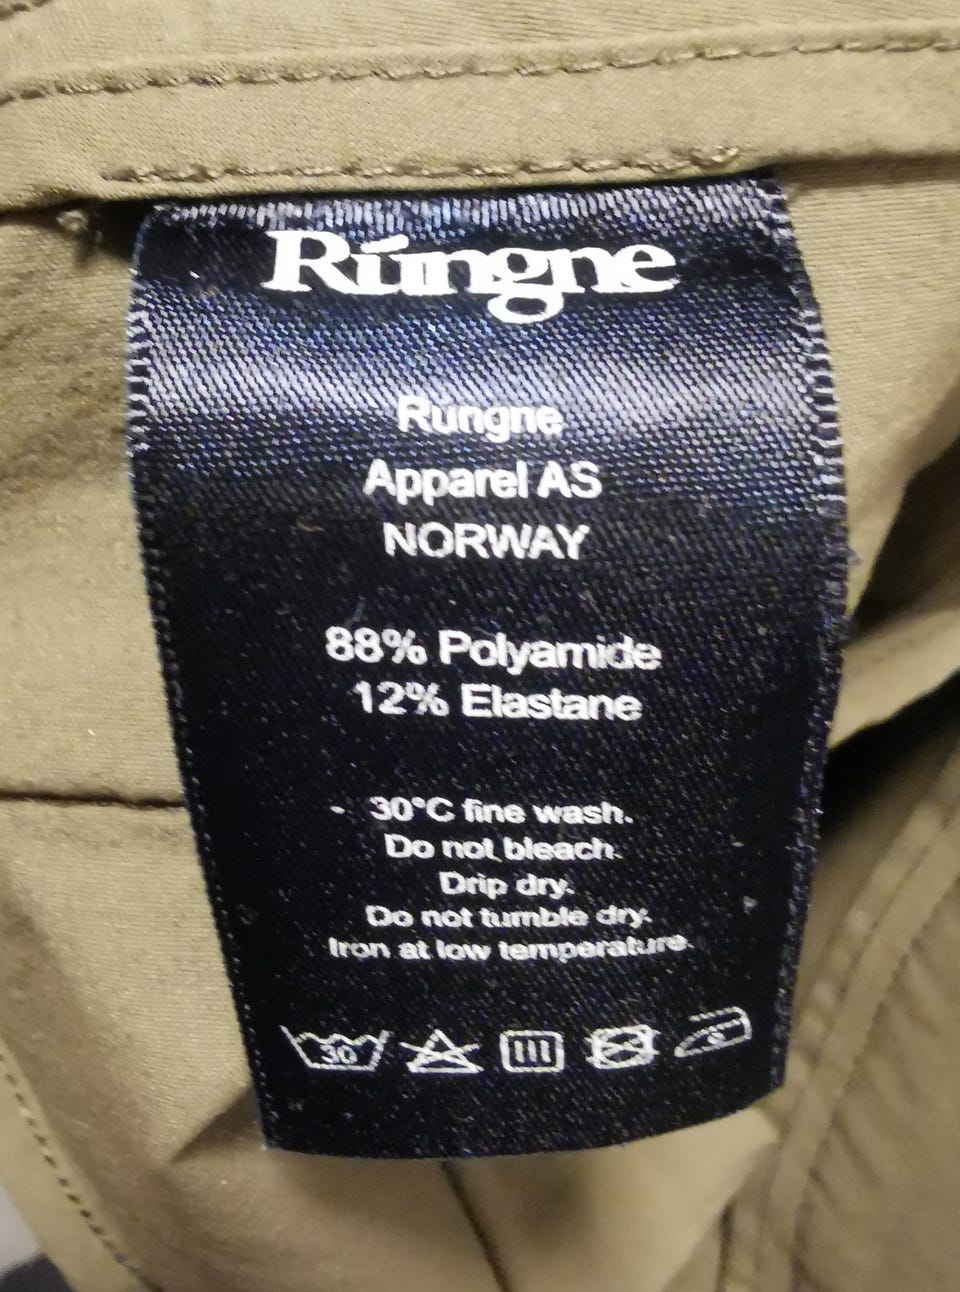 Rúngne
Rúngne
Apparel AS
NORWAY
88% Polyamide
12% Elastane
- 30°C fine wash.
Do not bleach.
Drip dry.
Do not tumble dry.
Iron at low temperature.
30